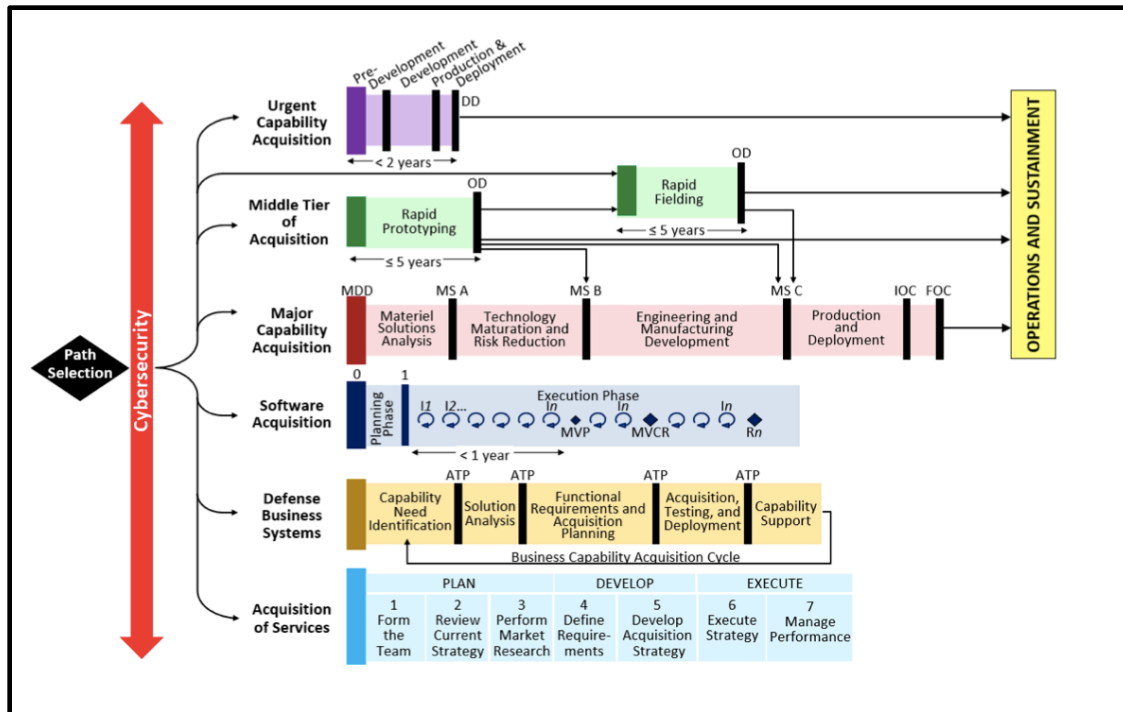 Pre-
Development
Development
Production &
Deployment
Urgent
Capability
Acquisition
DD
< 2 years
Middle Tier
of
Acquisition
Rapid
Prototyping
OD
≤ 5 years
Rapid
Fielding
OD
≤ 5 years
Major
Capability
Acquisition
MDD
Materiel
Solutions
Analysis
MS A
Technology
Maturation and
Risk Reduction
MS B
Engineering and
Manufacturing
Development
MS C
Production
and
Deployment
IOC
FOC
OPERATIONS AND SUSTAINMENT
Path
Selection
Cybersecurity
Software
Acquisition
0
Planning
Phase
1
Execution Phase
I1
I2...
In
In
In
MVP
MVCR
Rn
< 1 year
Defense
Business
Systems
ATP
ATP
ATP
ATP
Capability
Need
Identification
Solution
Analysis
Functional
Requirements and
Acquisition
Planning
Acquisition,
Testing, and
Deployment
Capability
Support
Business Capability Acquisition Cycle
Acquisition
of Services
PLAN
DEVELOP
EXECUTE
1
Form
the
Team
2
Review
Current
Strategy
3
Perform
Market
Research
4
Define
Require-
ments
5
Develop
Acquisition
Strategy
6
Execute
Strategy
7
Manage
Performance